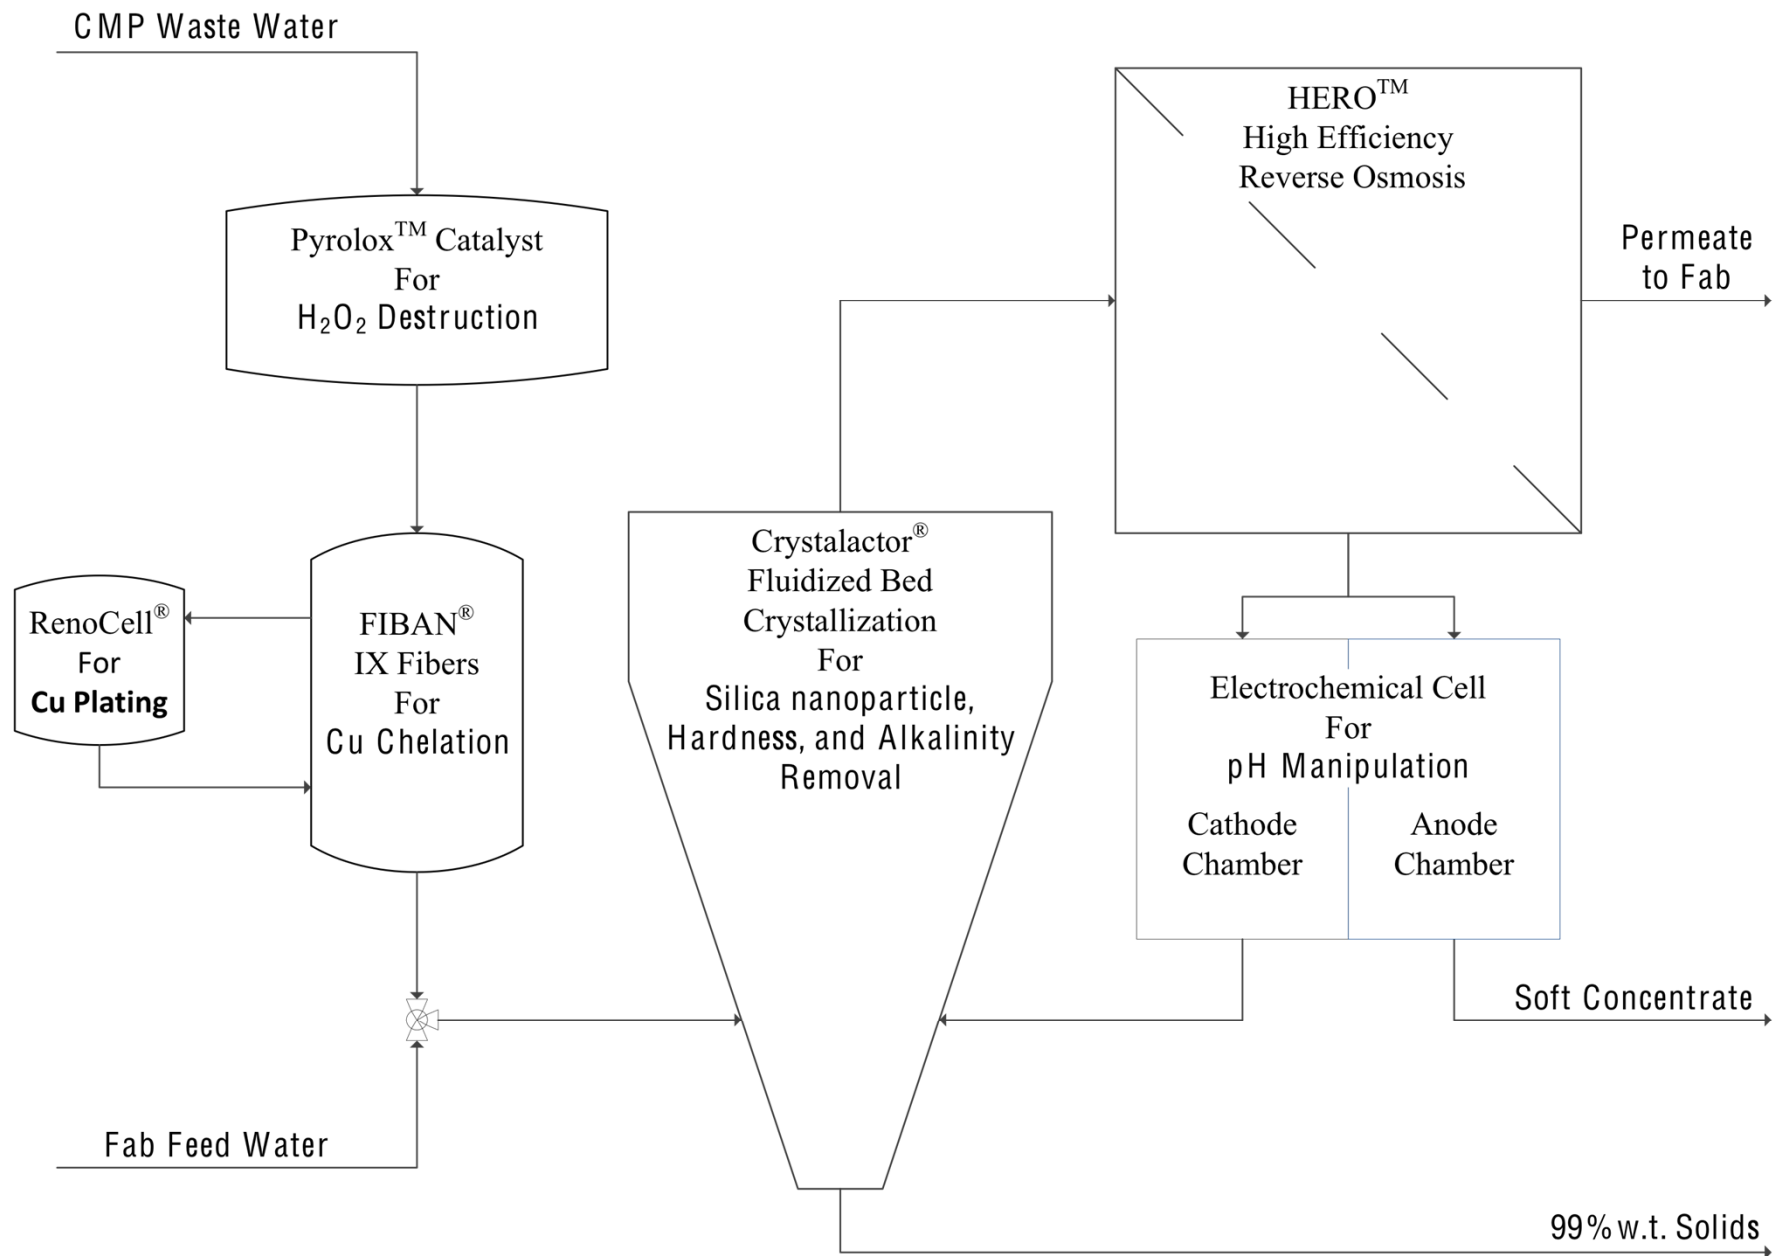 CMP Waste Water
Pyrolox™ Catalyst
For
H₂O₂ Destruction
RenoCell®
For
Cu Plating
FIBAN®
IX Fibers
For
Cu Chelation
Fab Feed Water
Crystalactor®
Fluidized Bed
Crystallization
For
Silica nanoparticle,
Hardness, and Alkalinity
Removal
HERO™
High Efficiency
Reverse Osmosis
Permeate
to Fab
Electrochemical Cell
For
pH Manipulation
Cathode
Chamber
Anode
Chamber
Soft Concentrate
99% w.t. Solids